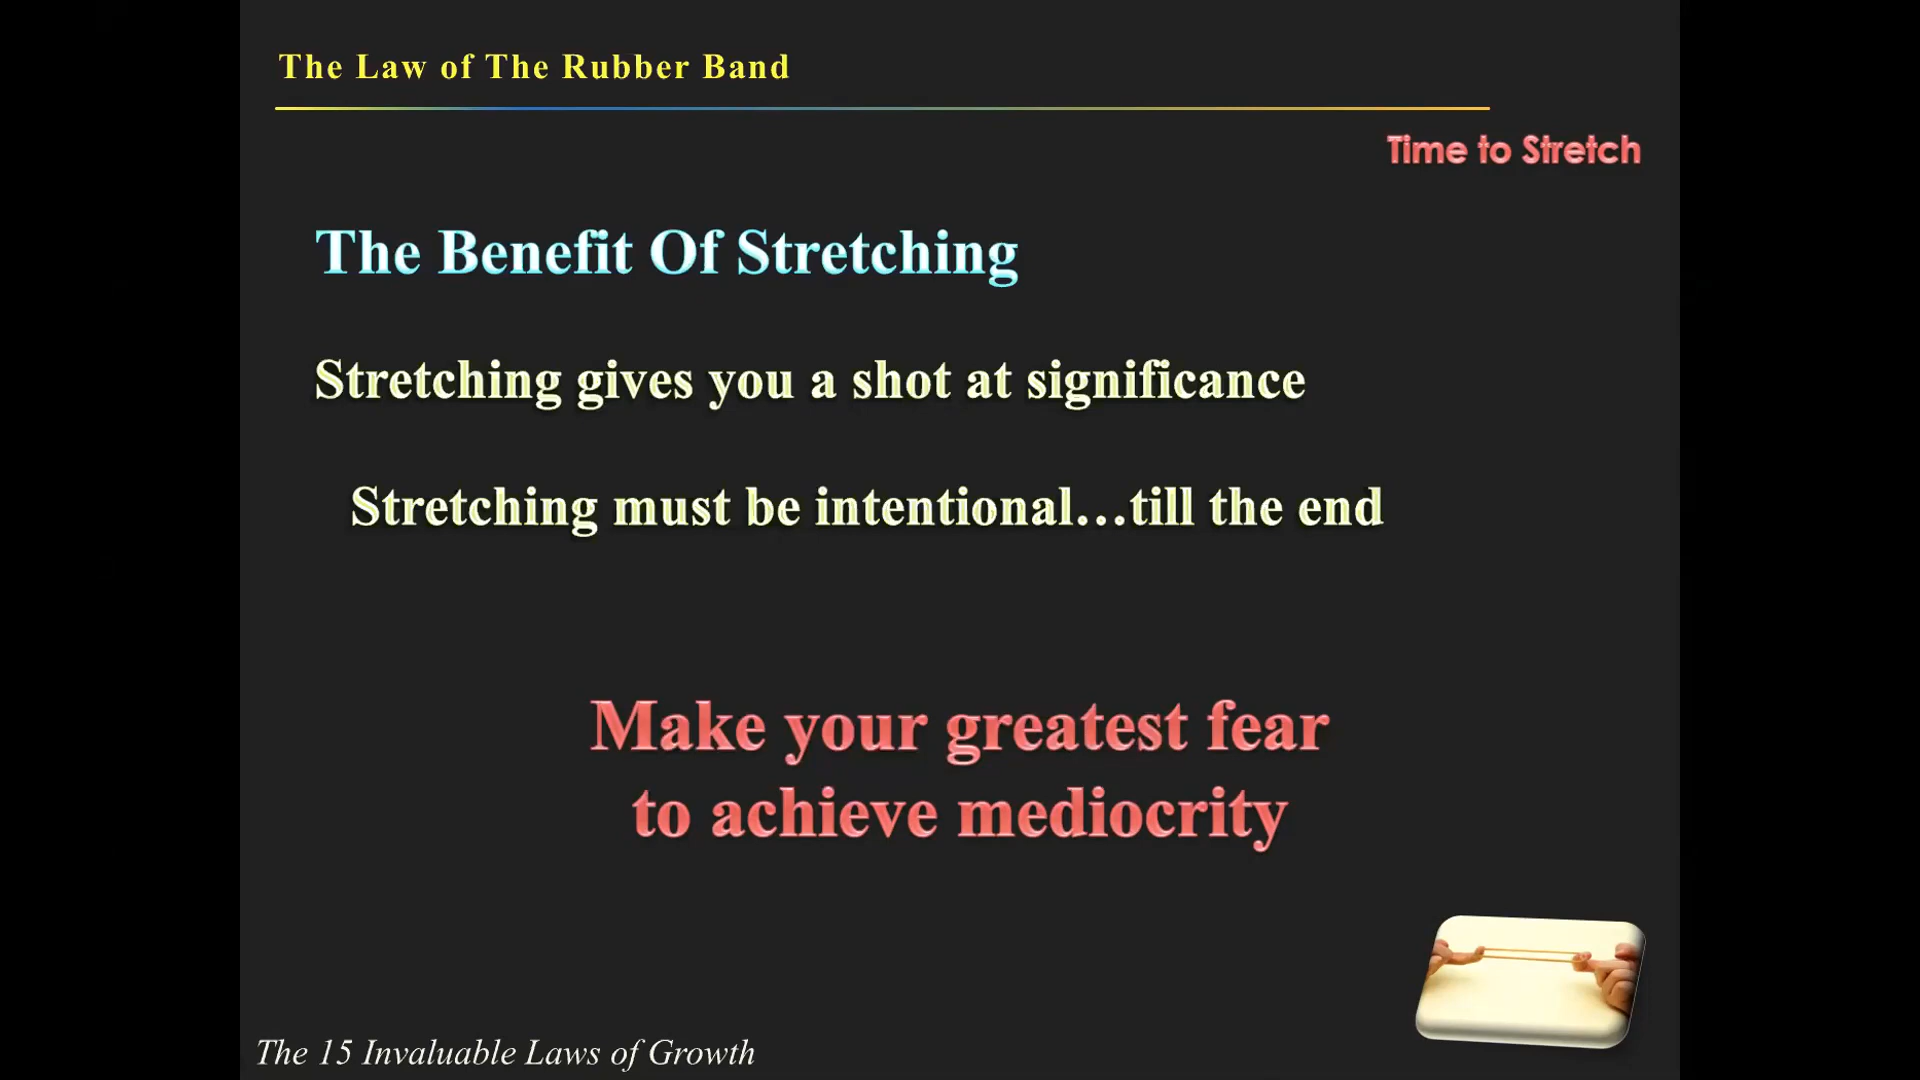 The Law of The Rubber Band
Time to Stretch
The Benefit Of Stretching
Stretching gives you a shot at significance
Stretching must be intentional…till the end
Make your greatest fear
to achieve mediocrity
The 15 Invaluable Laws of Growth